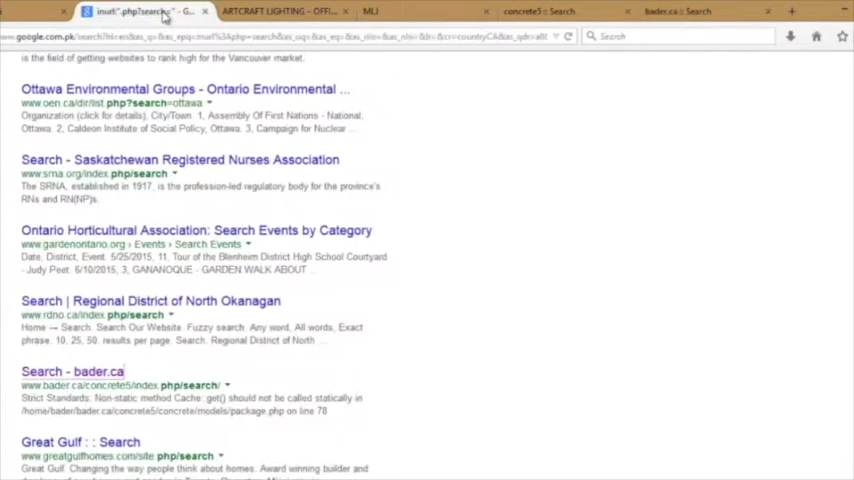 inurl:".php?search=" - G...
ARTCRAFT LIGHTING - OFFI...
MLI
concrete5 :: Search
bader.ca :: Search
Search
is the field of getting websites to rank high for the Vancouver market.
Ottawa Environmental Groups - Ontario Environmental ...
www.oen.ca/dir/list.php?search=ottawa
Organization (click for details), City/Town. 1, Assembly Of First Nations - National,
Ottawa. 2, Caledon Institute of Social Policy, Ottawa. 3, Campaign for Nuclear ...
Search - Saskatchewan Registered Nurses Association
www.srna.org/index.php/search
The SRNA, established in 1917, is the profession-led regulatory body for the province's
RNs and RN(NP)s.
Ontario Horticultural Association: Search Events by Category
www.gardenontario.org › Events › Search Events
Date, District, Event. 5/25/2015, 11, Tour of the Blenheim District High School Courtyard
- Judy Peet. 6/10/2015, 3, GANANOQUE - GARDEN WALK ABOUT ...
Search | Regional District of North Okanagan
www.rdno.ca/index.php/search
Home → Search. Search Our Website. Fuzzy search. Any word, All words, Exact
phrase. 10, 25, 50. results per page. Search. Regional District of North ...
Search - bader.ca
www.bader.ca/concrete5/index.php/search/
Strict Standards: Non-static method Cache::get() should not be called statically in
/home/bader/bader.ca/concrete5/concrete/models/package.php on line 78
Great Gulf : : Search
www.greatgulfhomes.com/site.php/search
Great Gulf. Changing the way people think about homes. Award winning builder and